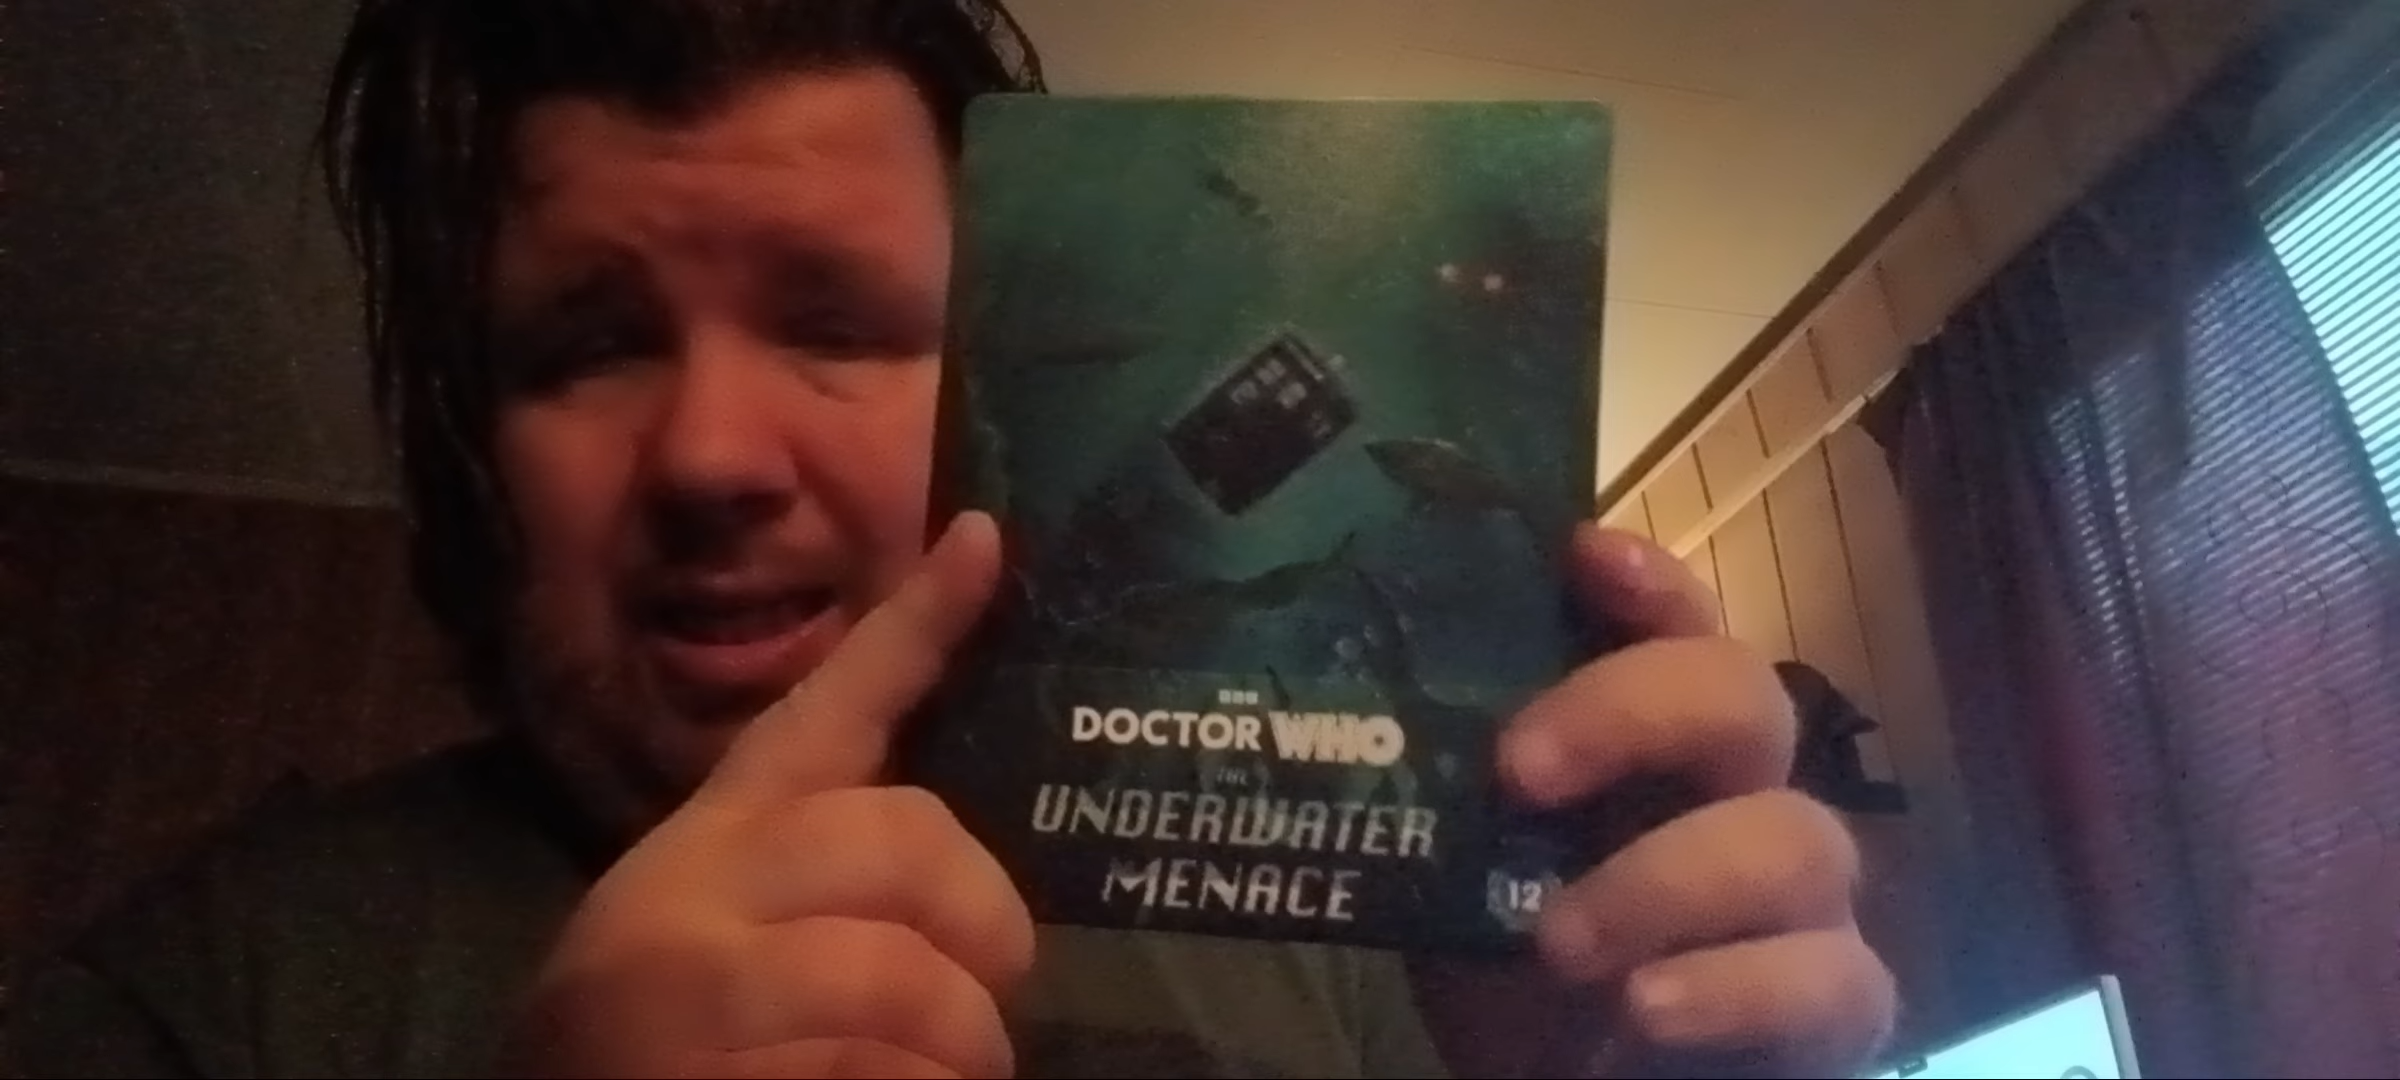 BBC
DOCTOR WHO
THE
UNDERWATER
MENACE
12